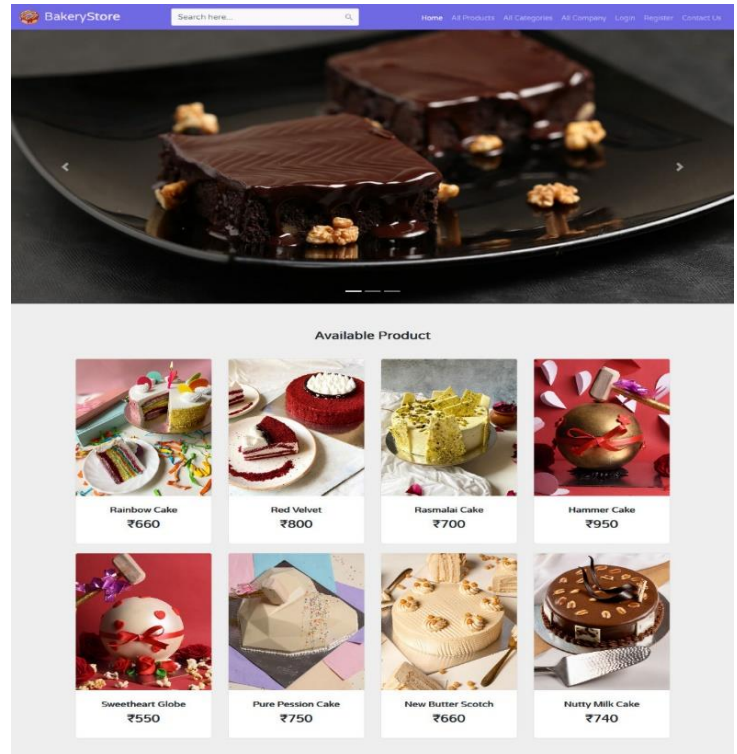 BakeryStore
Search here...
Home All Products All Categories All Company Login Register Contact Us
Available Product
Rainbow Cake
₹660
Red Velvet
₹800
Rasmalai Cake
₹700
Hammer Cake
₹950
Sweetheart Globe
₹550
Pure Pession Cake
₹750
New Butter Scotch
₹660
Nutty Milk Cake
₹740